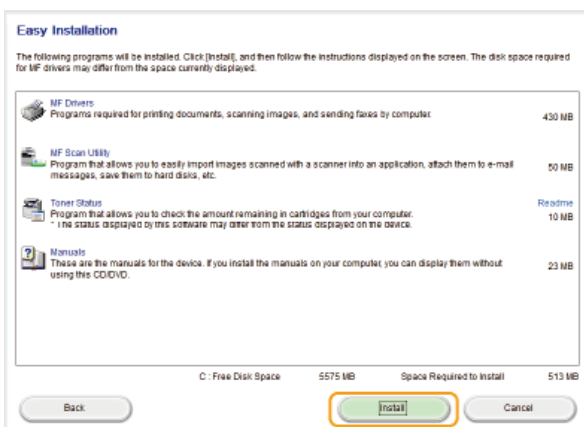 Easy Installation
The following programs will be installed. Click [Install], and then follow the instructions displayed on the screen. The disk space required
for MF drivers may differ from the space currently displayed.
MF Drivers
Programs required for printing documents, scanning images, and sending faxes by computer.
430 MB
MF Scan Utility
Program that allows you to easily import images scanned with a scanner into an application, attach them to e-mail
messages, save them to hard disks, etc.
50 MB
Toner Status
Readme
Program that allows you to check the amount remaining in cartridges from your computer.
10 MB
* The status displayed by this software may differ from the status displayed on the device.
Manuals
These are the manuals for the device. If you install the manuals on your computer, you can display them without
using this CD/DVD.
23 MB
C : Free Disk Space 5575 MB Space Required to Install 513 MB
Back Install Cancel